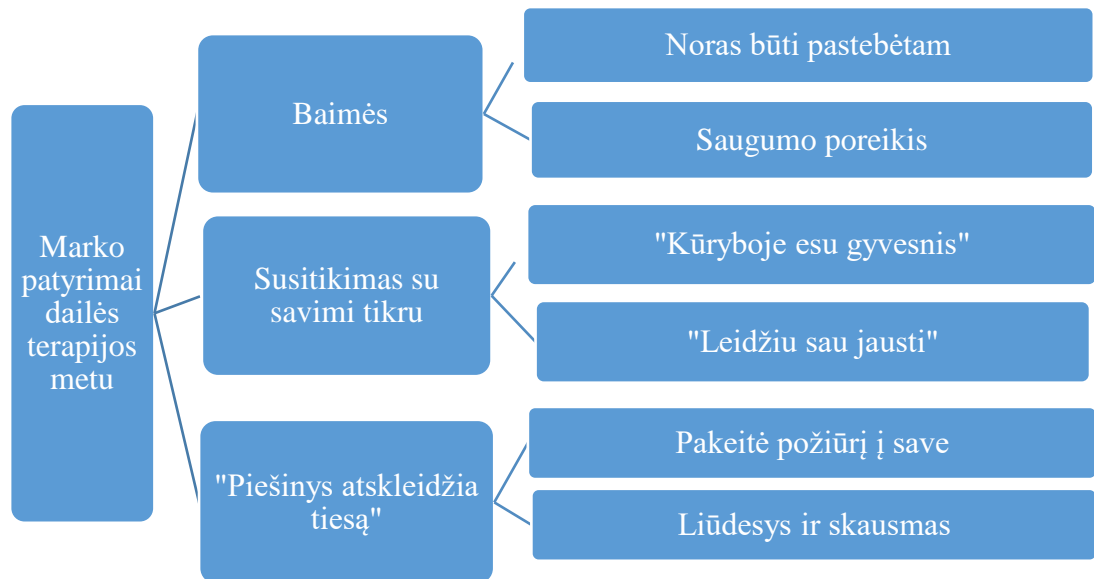 Marko
patyrimai
dailės
terapijos
metu
Baimės
Noras būti pastebėtam
Saugumo poreikis
Susitikimas su
savimi tikru
"Kūryboje esu gyvesnis"
"Leidžiu sau jausti"
"Piešinys atskleidžia
tiesą"
Pakeitė požiūrį į save
Liūdesys ir skausmas